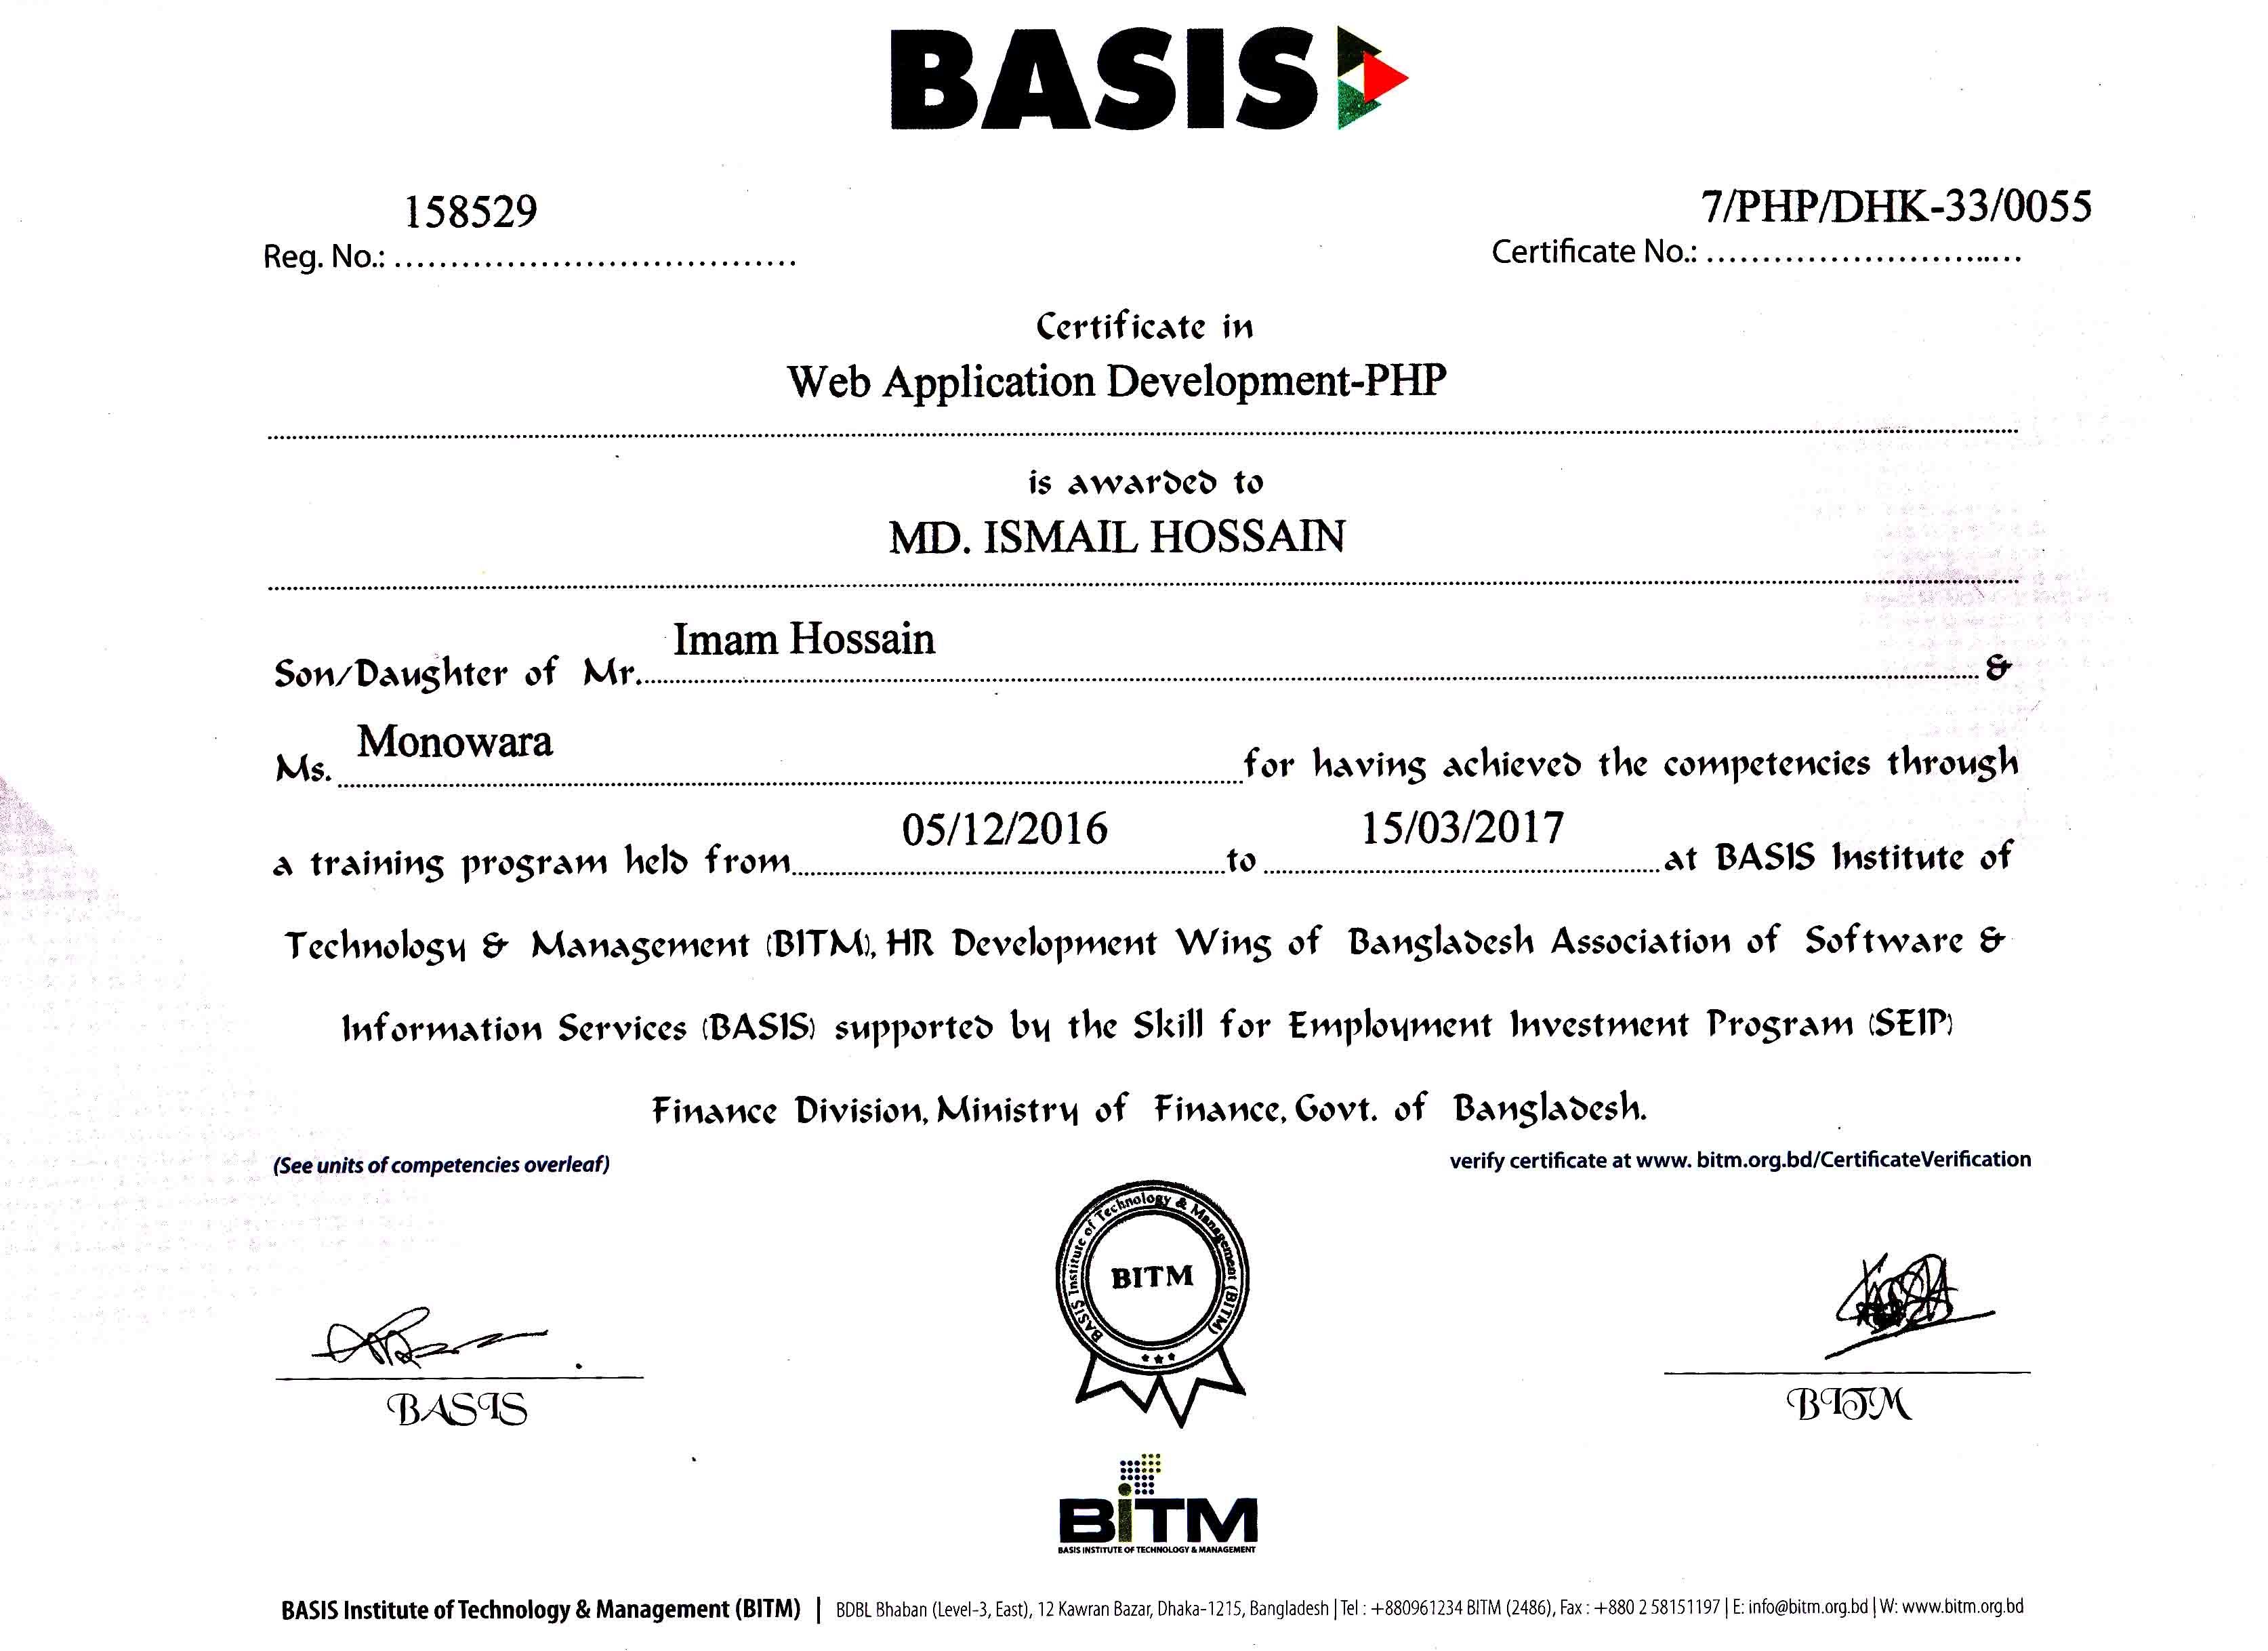 BASIS
158529
7/PHP/DHK-33/0055
Reg. No.: ....................................
Certificate No.: .............................
Certificate in
Web Application Development-PHP
is awarded to
MD. ISMAIL HOSSAIN
Imam Hossain
Son/Daughter of Mr. &
Monowara
Ms. for having achieved the competencies through
05/12/2016 15/03/2017
a training program held from to at BASIS Institute of
Technology & Management (BITM), HR Development Wing of Bangladesh Association of Software &
Information Services (BASIS) supported by the Skill for Employment Investment Program (SEIP)
Finance Division, Ministry of Finance, Govt. of Bangladesh.
(See units of competencies overleaf)
verify certificate at www. bitm.org.bd/CertificateVerification
BASIS Institute of Technology & Management (BITM)
BITM
BASIS
BITM
BiTM
BASIS INSTITUTE OF TECHNOLOGY & MANAGEMENT
BASIS Institute of Technology & Management (BITM) | BDBL Bhaban (Level-3, East), 12 Kawran Bazar, Dhaka-1215, Bangladesh | Tel : +880961234 BITM (2486), Fax : +880 2 58151197 | E: info@bitm.org.bd | W: www.bitm.org.bd